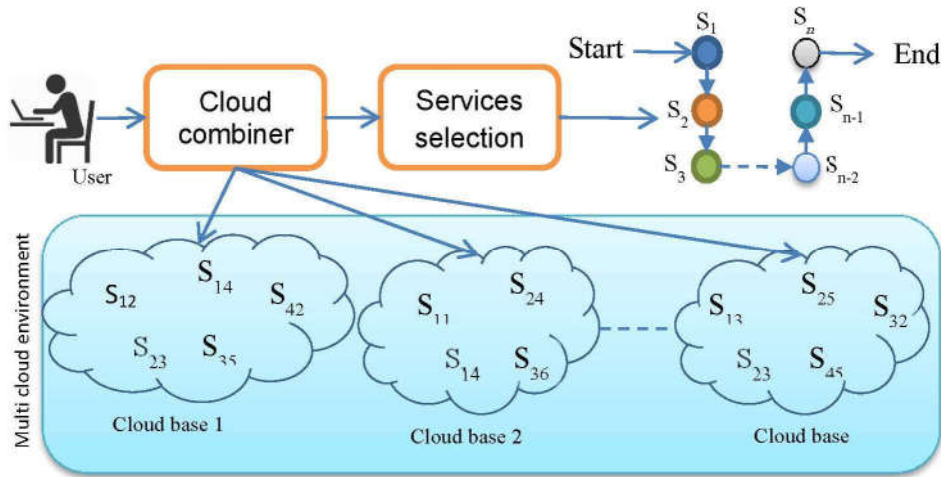 User
Cloud
combiner
Services
selection
Start
S1
S2
S3
Sn-2
Sn-1
Sn
End
Multi cloud environment
S12
S14
S42
S23
S35
Cloud base 1
S11
S24
S14
S36
Cloud base 2
S13
S25
S32
S23
S45
Cloud base